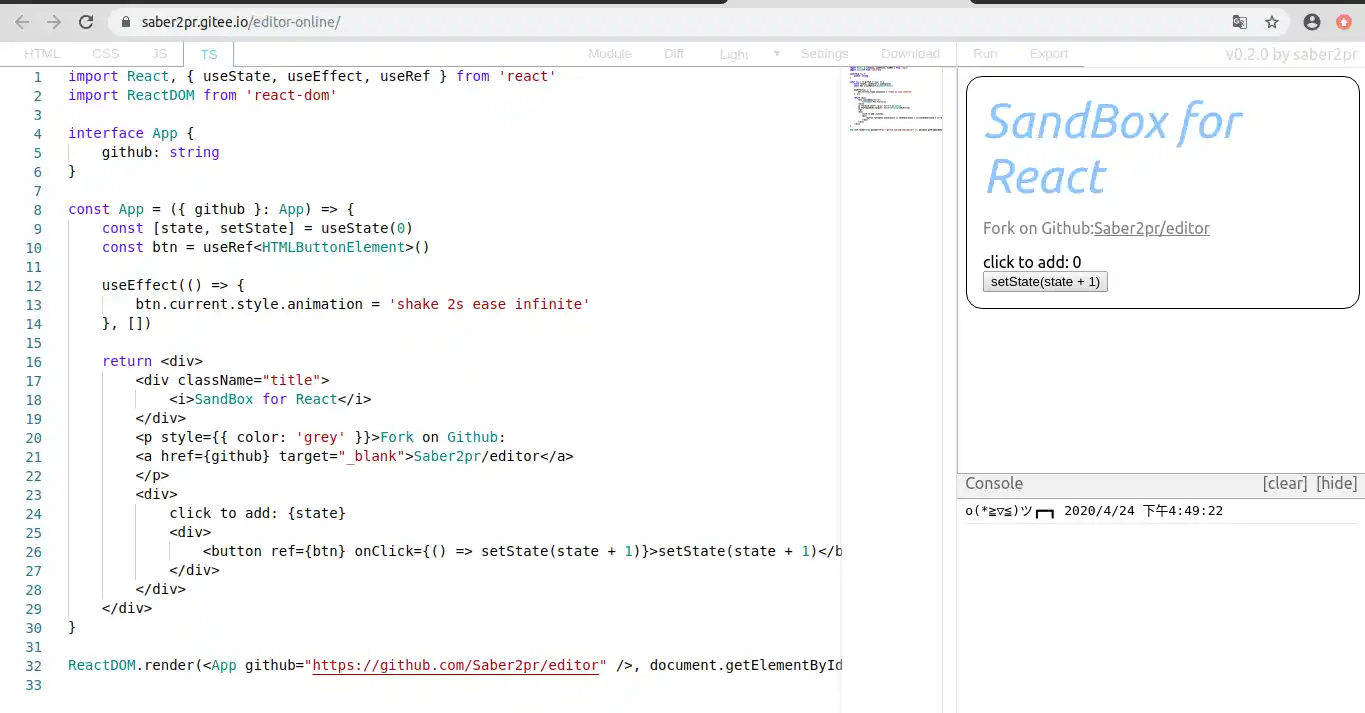 saber2pr.gitee.io/editor-online/
HTML CSS JS TS Module Diff Light ▼ Settings Download Run Export v0.2.0 by saber2pr
1 import React, { useState, useEffect, useRef } from 'react'
2 import ReactDOM from 'react-dom'
3
4 interface App {
5 github: string
6 }
7
8 const App = ({ github }: App) => {
9 const [state, setState] = useState(0)
10 const btn = useRef<HTMLButtonElement>()
11
12 useEffect(() => {
13 btn.current.style.animation = 'shake 2s ease infinite'
14 }, [])
15
16 return <div>
17 <div className="title">
18 <i>SandBox for React</i>
19 </div>
20 <p style={{ color: 'grey' }}>Fork on Github:
21 <a href={github} target="_blank">Saber2pr/editor</a>
22 </p>
23 <div>
24 click to add: {state}
25 <div>
26 <button ref={btn} onClick={() => setState(state + 1)}>setState(state + 1)</b
27 </div>
28 </div>
29 </div>
30 }
31
32 ReactDOM.render(<App github="https://github.com/Saber2pr/editor" />, document.getElementById
33
SandBox for
React
Fork on Github:Saber2pr/editor
click to add: 0
setState(state + 1)
Console [clear] [hide]
o(*≧▽≦)ツ┏━┓ 2020/4/24 下午4:49:22